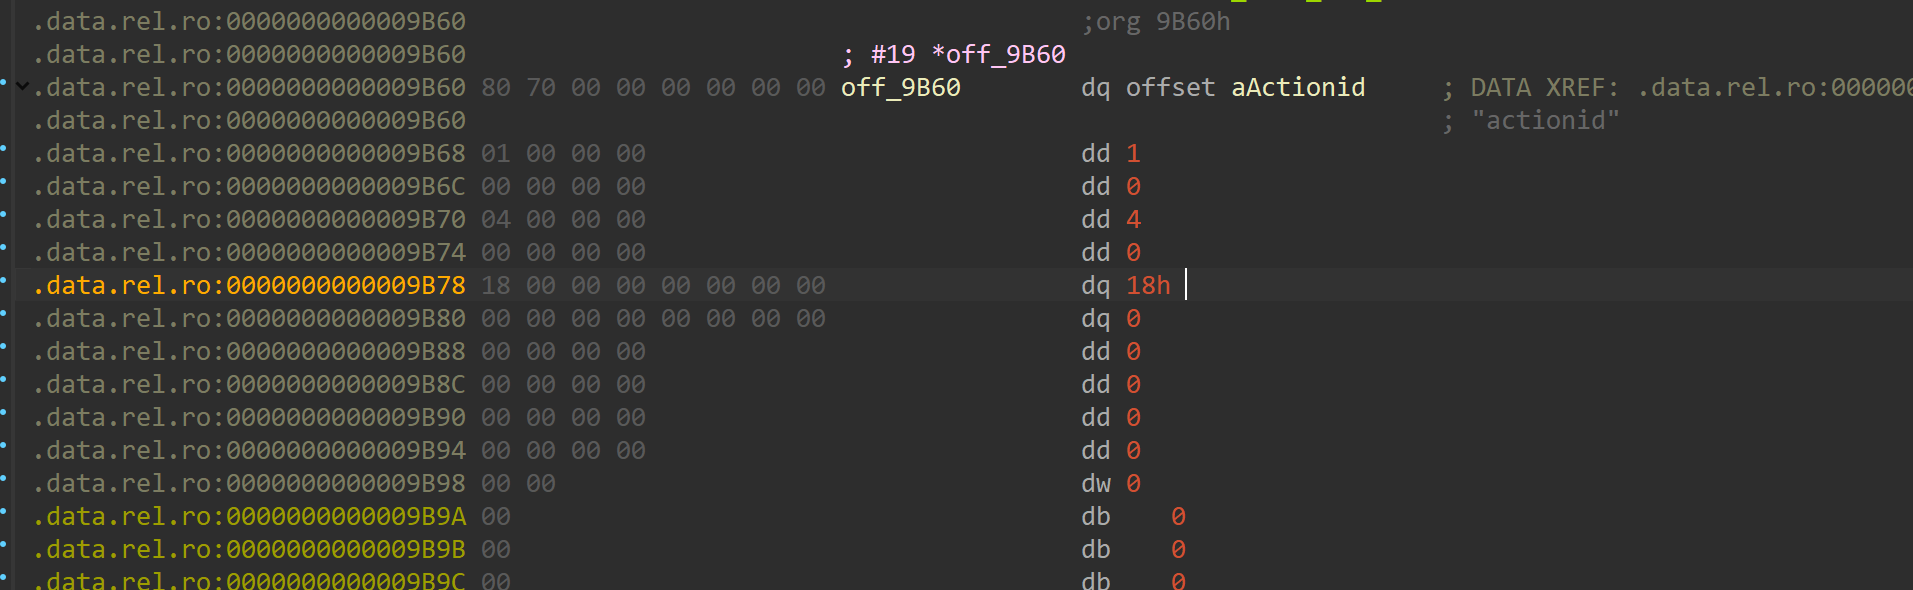 .data.rel.ro:0000000000009B60 ;org 9B60h
.data.rel.ro:0000000000009B60 ; #19 *off_9B60
.data.rel.ro:0000000000009B60 80 70 00 00 00 00 00 00 off_9B60 dq offset aActionid ; DATA XREF: .data.rel.ro:000000
.data.rel.ro:0000000000009B60 ; "actionid"
.data.rel.ro:0000000000009B68 01 00 00 00 dd 1
.data.rel.ro:0000000000009B6C 00 00 00 00 dd 0
.data.rel.ro:0000000000009B70 04 00 00 00 dd 4
.data.rel.ro:0000000000009B74 00 00 00 00 dd 0
.data.rel.ro:0000000000009B78 18 00 00 00 00 00 00 00 dq 18h
.data.rel.ro:0000000000009B80 00 00 00 00 00 00 00 00 dq 0
.data.rel.ro:0000000000009B88 00 00 00 00 dd 0
.data.rel.ro:0000000000009B8C 00 00 00 00 dd 0
.data.rel.ro:0000000000009B90 00 00 00 00 dd 0
.data.rel.ro:0000000000009B94 00 00 00 00 dd 0
.data.rel.ro:0000000000009B98 00 00 dw 0
.data.rel.ro:0000000000009B9A 00 db 0
.data.rel.ro:0000000000009B9B 00 db 0
.data.rel.ro:0000000000009B9C 00 db 0